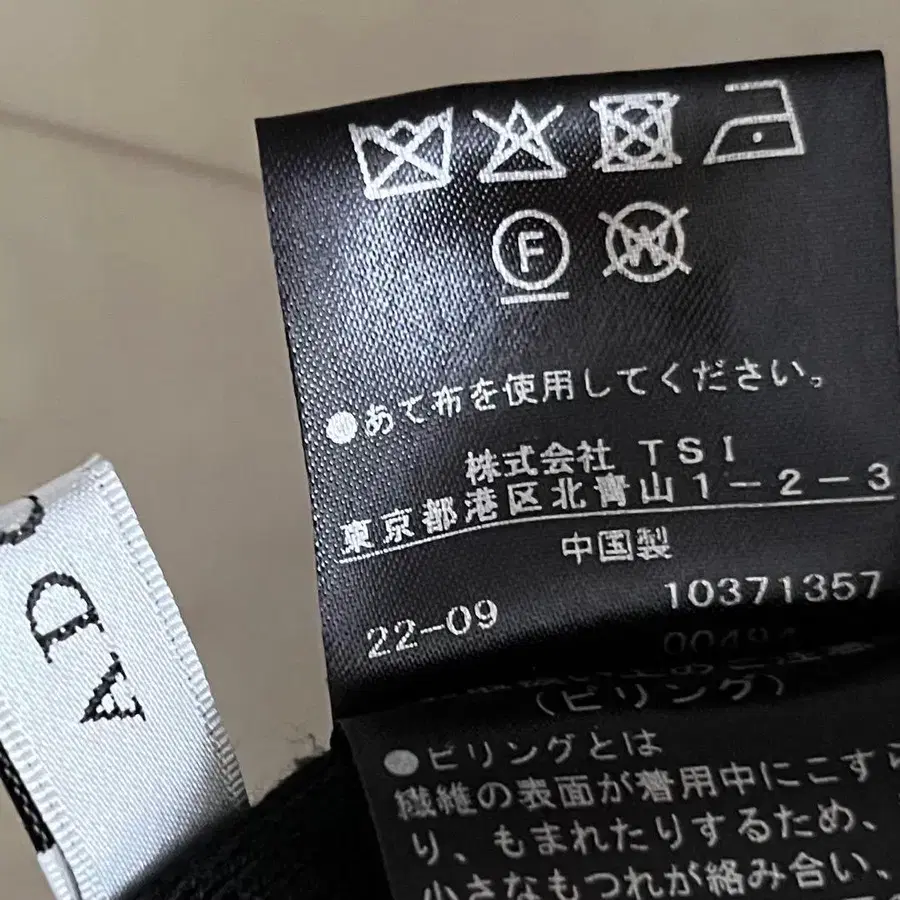 F
W
●あて布を使用してください。
株式会社 TSI
東京都港区北青山1-2-3
中国製
22-09
10371357
00494
(ピリング)
●ピリングとは
繊維の表面が着用中にこすら
り、もまれたりするため、
小さなもつれが絡み合い、
D
A